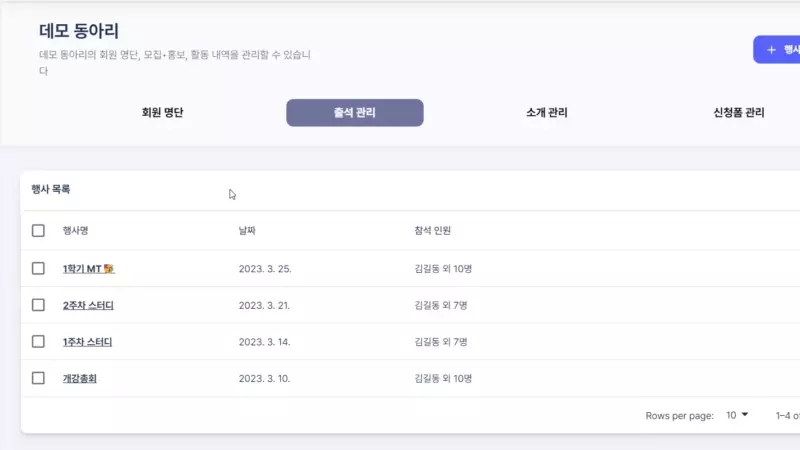 데모 동아리
데모 동아리의 회원 명단, 모집•홍보, 활동 내역을 관리할 수 있습니
다
+ 행사
회원 명단 출석 관리 소개 관리 신청폼 관리
행사 목록
행사명 날짜 참석 인원
1학기 MT 2023. 3. 25. 김길동 외 10명
2주차 스터디 2023. 3. 21. 김길동 외 7명
1주차 스터디 2023. 3. 14. 김길동 외 7명
개강총회 2023. 3. 10. 김길동 외 10명
Rows per page: 10 1–4 of